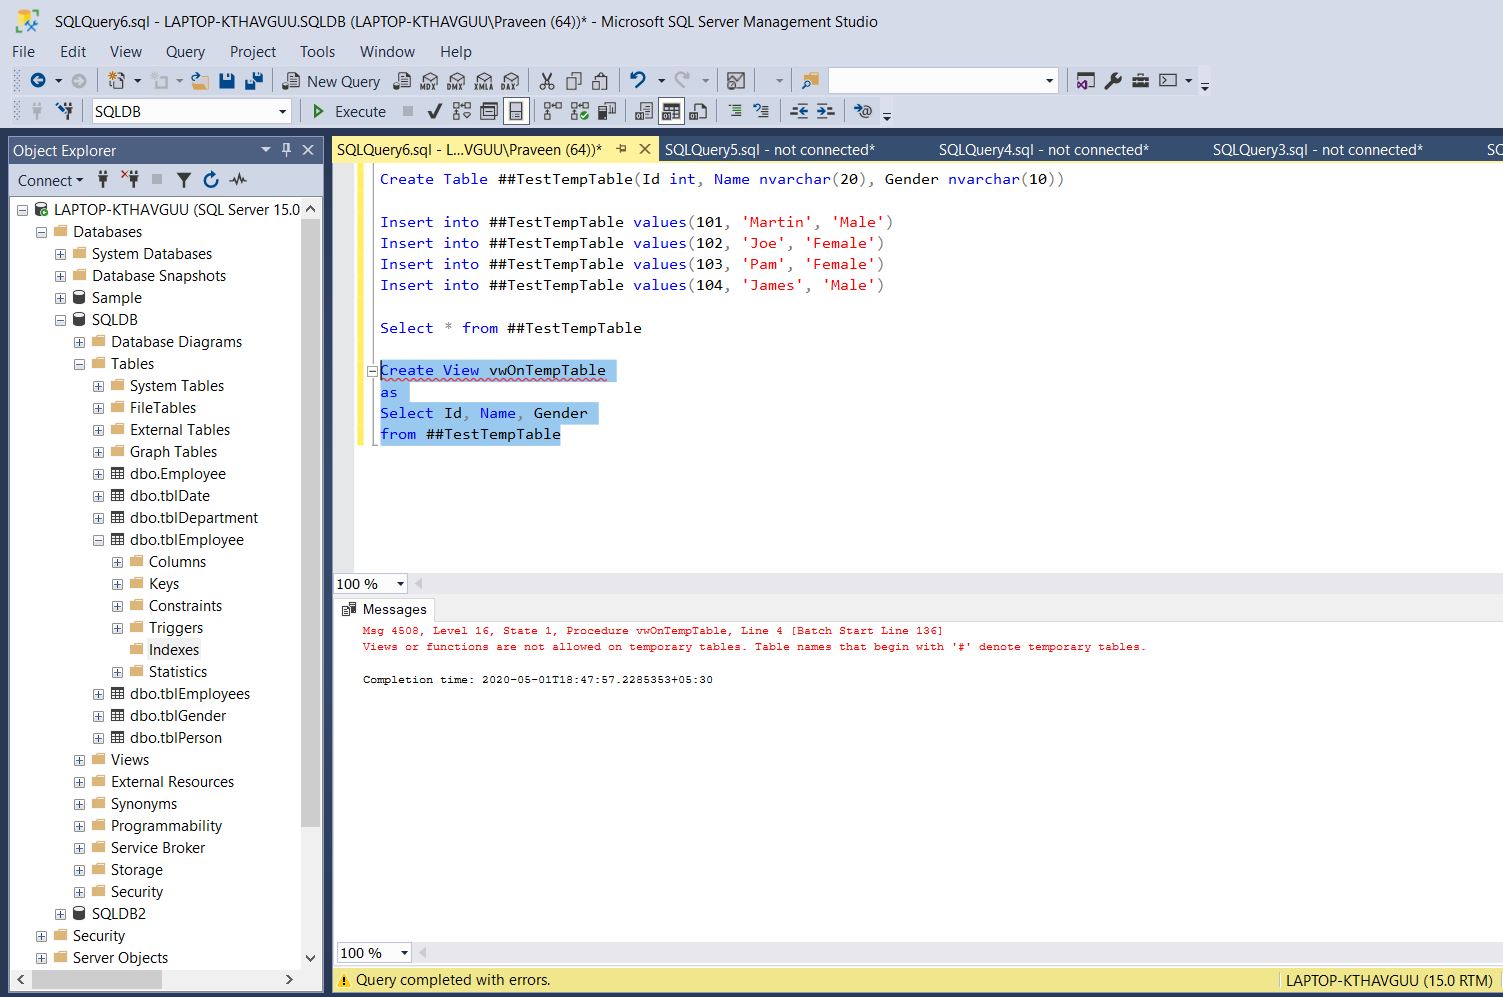 SQLQuery6.sql - LAPTOP-KTHAVGUU.SQLDB (LAPTOP-KTHAVGUU\Praveen (64))* - Microsoft SQL Server Management Studio
File Edit View Query Project Tools Window Help
New Query MDX DMX XMLA DAX
SQLDB Execute
Object Explorer
Connect
LAPTOP-KTHAVGUU (SQL Server 15.0
Databases
System Databases
Database Snapshots
Sample
SQLDB
Database Diagrams
Tables
System Tables
FileTables
External Tables
Graph Tables
dbo.Employee
dbo.tblDate
dbo.tblDepartment
dbo.tblEmployee
Columns
Keys
Constraints
Triggers
Indexes
Statistics
dbo.tblEmployees
dbo.tblGender
dbo.tblPerson
Views
External Resources
Synonyms
Programmability
Service Broker
Storage
Security
SQLDB2
Security
Server Objects
SQLQuery6.sql - L...VGUU\Praveen (64))* SQLQuery5.sql - not connected* SQLQuery4.sql - not connected* SQLQuery3.sql - not connected* SC
Create Table ##TestTempTable(Id int, Name nvarchar(20), Gender nvarchar(10))
Insert into ##TestTempTable values(101, 'Martin', 'Male')
Insert into ##TestTempTable values(102, 'Joe', 'Female')
Insert into ##TestTempTable values(103, 'Pam', 'Female')
Insert into ##TestTempTable values(104, 'James', 'Male')
Select * from ##TestTempTable
Create View vwOnTempTable
as
Select Id, Name, Gender
from ##TestTempTable
100 %
Messages
Msg 4508, Level 16, State 1, Procedure vwOnTempTable, Line 4 [Batch Start Line 136]
Views or functions are not allowed on temporary tables. Table names that begin with '#' denote temporary tables.
Completion time: 2020-05-01T18:47:57.2285353+05:30
100 %
Query completed with errors. LAPTOP-KTHAVGUU (15.0 RTM)